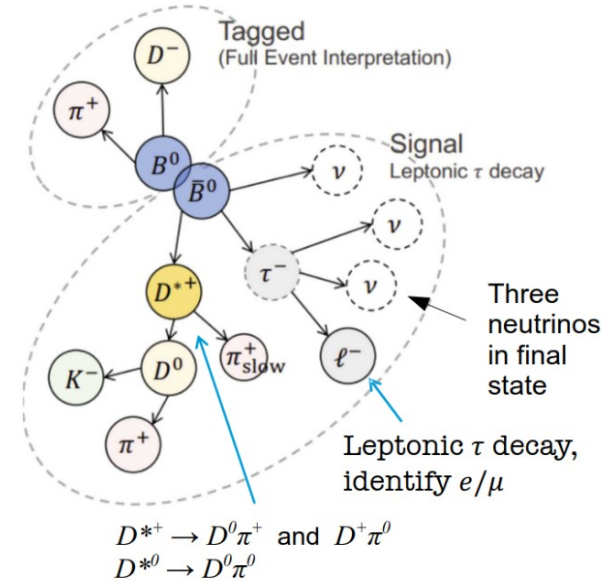 Tagged
(Full Event Interpretation)
D⁻
π⁺
B⁰
B̄⁰
Signal
Leptonic τ decay
ν
ν
τ⁻
ν
D*⁺
Three
neutrinos
in final
state
K⁻
D⁰
π⁺slow
ℓ⁻
π⁺
Leptonic τ decay,
identify e/μ
D*⁺ → D⁰π⁺ and D⁺π⁰
D*⁰ → D⁰π⁰